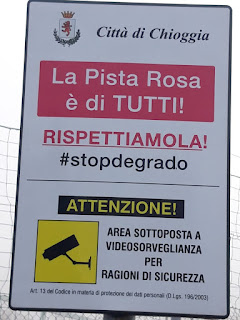 Città di Chioggia
La Pista Rosa
è di TUTTI!
RISPETTIAMOLA!
#stopdegrado
ATTENZIONE!
AREA SOTTOPOSTA A
VIDEOSORVEGLIANZA
PER
RAGIONI DI SICUREZZA
Art. 13 del Codice in materia di protezione dei dati personali (D.Lgs. 196/2003)